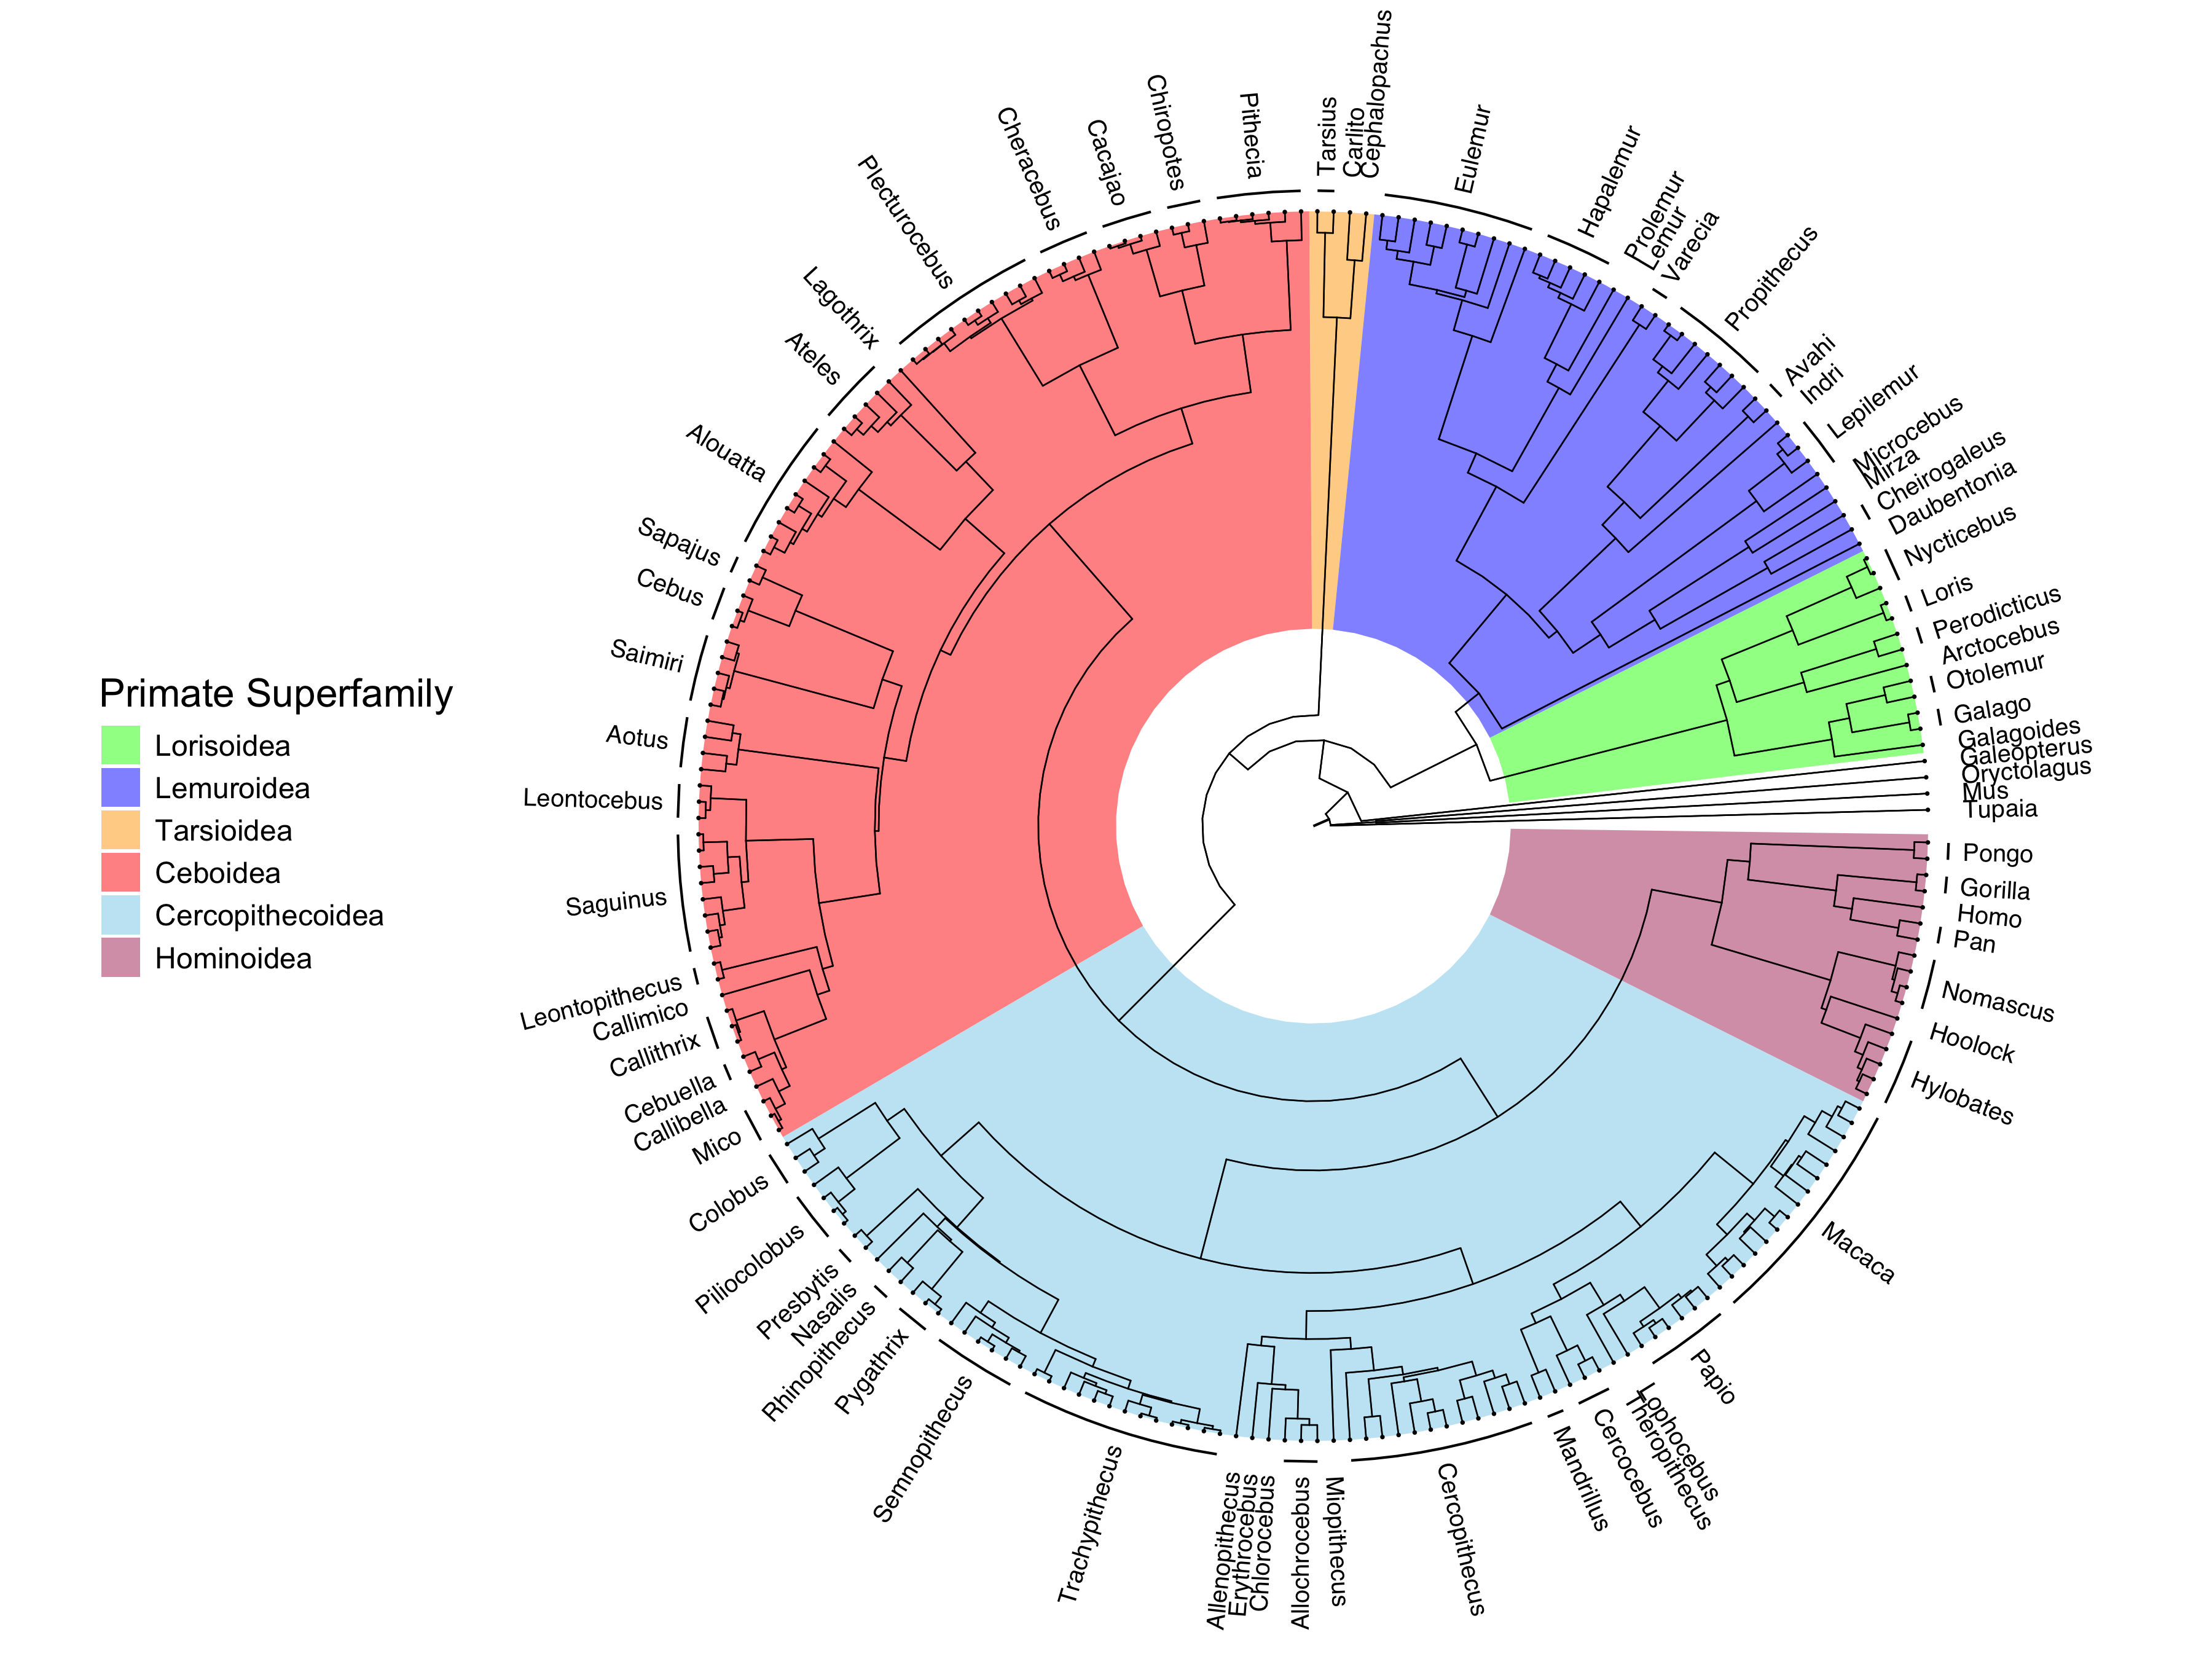 Primate Superfamily
Lorisoidea
Lemuroidea
Tarsioidea
Ceboidea
Cercopithecoidea
Hominoidea
Tarsius
Carlito
Cephalopachus
Eulemur
Hapalemur
Prolemur
Lemur
Varecia
Propithecus
Avahi
Indri
Lepilemur
Microcebus
Mirza
Cheirogaleus
Daubentonia
Nycticebus
Loris
Perodicticus
Arctocebus
Otolemur
Galago
Galagoides
Galeopterus
Oryctolagus
Mus
Tupaia
Pongo
Gorilla
Homo
Pan
Nomascus
Hoolock
Hylobates
Macaca
Papio
Lophocebus
Theropithecus
Cercocebus
Mandrillus
Cercopithecus
Miopithecus
Allochrocebus
Chlorocebus
Erythrocebus
Allenopithecus
Trachypithecus
Semnopithecus
Pygathrix
Rhinopithecus
Nasalis
Presbytis
Piliocolobus
Colobus
Mico
Callibella
Cebuella
Callithrix
Callimico
Leontopithecus
Saguinus
Leontocebus
Aotus
Saimiri
Cebus
Sapajus
Alouatta
Ateles
Lagothrix
Plecturocebus
Cheracebus
Cacajao
Chiropotes
Pithecia